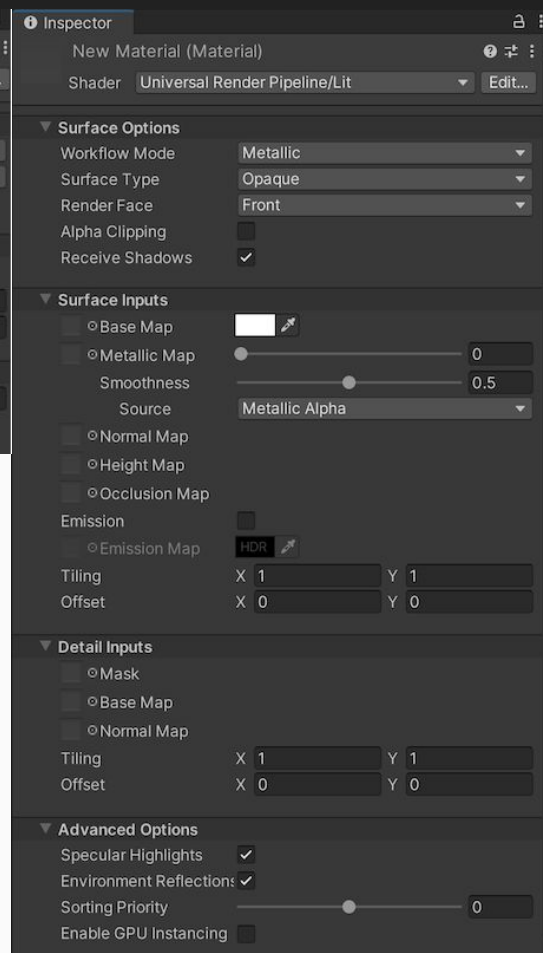 Inspector
New Material (Material)
Shader Universal Render Pipeline/Lit Edit...
Surface Options
Workflow Mode Metallic
Surface Type Opaque
Render Face Front
Alpha Clipping
Receive Shadows
Surface Inputs
Base Map
Metallic Map 0
Smoothness 0.5
Source Metallic Alpha
Normal Map
Height Map
Occlusion Map
Emission
Emission Map HDR
Tiling X 1 Y 1
Offset X 0 Y 0
Detail Inputs
Mask
Base Map
Normal Map
Tiling X 1 Y 1
Offset X 0 Y 0
Advanced Options
Specular Highlights
Environment Reflections
Sorting Priority 0
Enable GPU Instancing